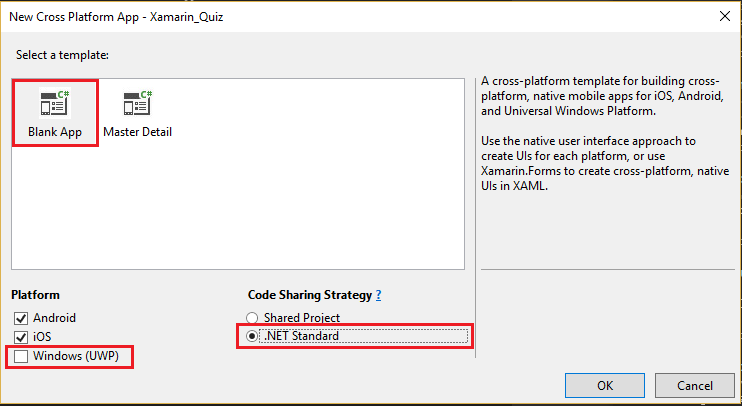 New Cross Platform App - Xamarin_Quiz
Select a template:
C#
Blank App
C#
Master Detail
A cross-platform template for building cross-
platform, native mobile apps for iOS, Android,
and Universal Windows Platform.
Use the native user interface approach to
create UIs for each platform, or use
Xamarin.Forms to create cross-platform, native
UIs in XAML.
Platform
Android
iOS
Windows (UWP)
Code Sharing Strategy ?
Shared Project
.NET Standard
OK
Cancel